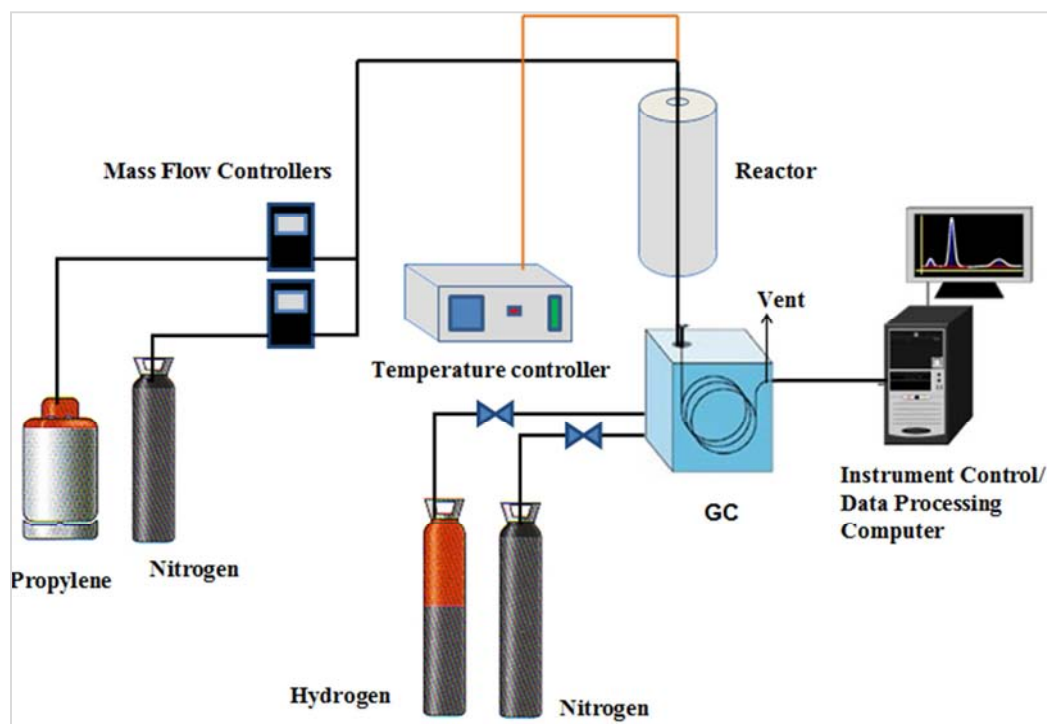 Mass Flow Controllers
Reactor
Vent
Temperature controller
Propylene
Nitrogen
GC
Instrument Control/
Data Processing
Computer
Hydrogen
Nitrogen